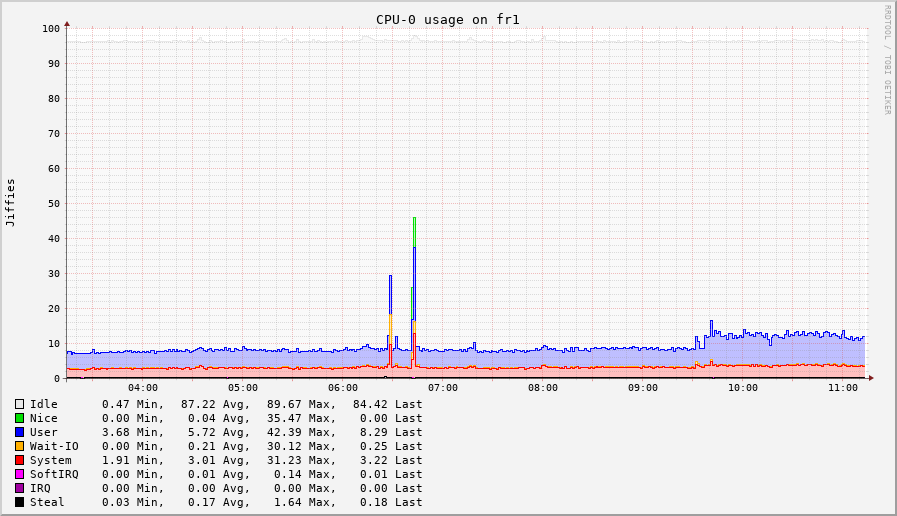 CPU-0 usage on fr1
RRDTOOL / TOBI OETIKER
Jiffies
100
90
80
70
60
50
40
30
20
10
0
04:00 05:00 06:00 07:00 08:00 09:00 10:00 11:00
Idle 0.47 Min, 87.22 Avg, 89.67 Max, 84.42 Last
Nice 0.00 Min, 0.04 Avg, 35.47 Max, 0.00 Last
User 3.68 Min, 5.72 Avg, 42.39 Max, 8.29 Last
Wait-IO 0.00 Min, 0.21 Avg, 30.12 Max, 0.25 Last
System 1.91 Min, 3.01 Avg, 31.23 Max, 3.22 Last
SoftIRQ 0.00 Min, 0.01 Avg, 0.14 Max, 0.01 Last
IRQ 0.00 Min, 0.00 Avg, 0.00 Max, 0.00 Last
Steal 0.03 Min, 0.17 Avg, 1.64 Max, 0.18 Last